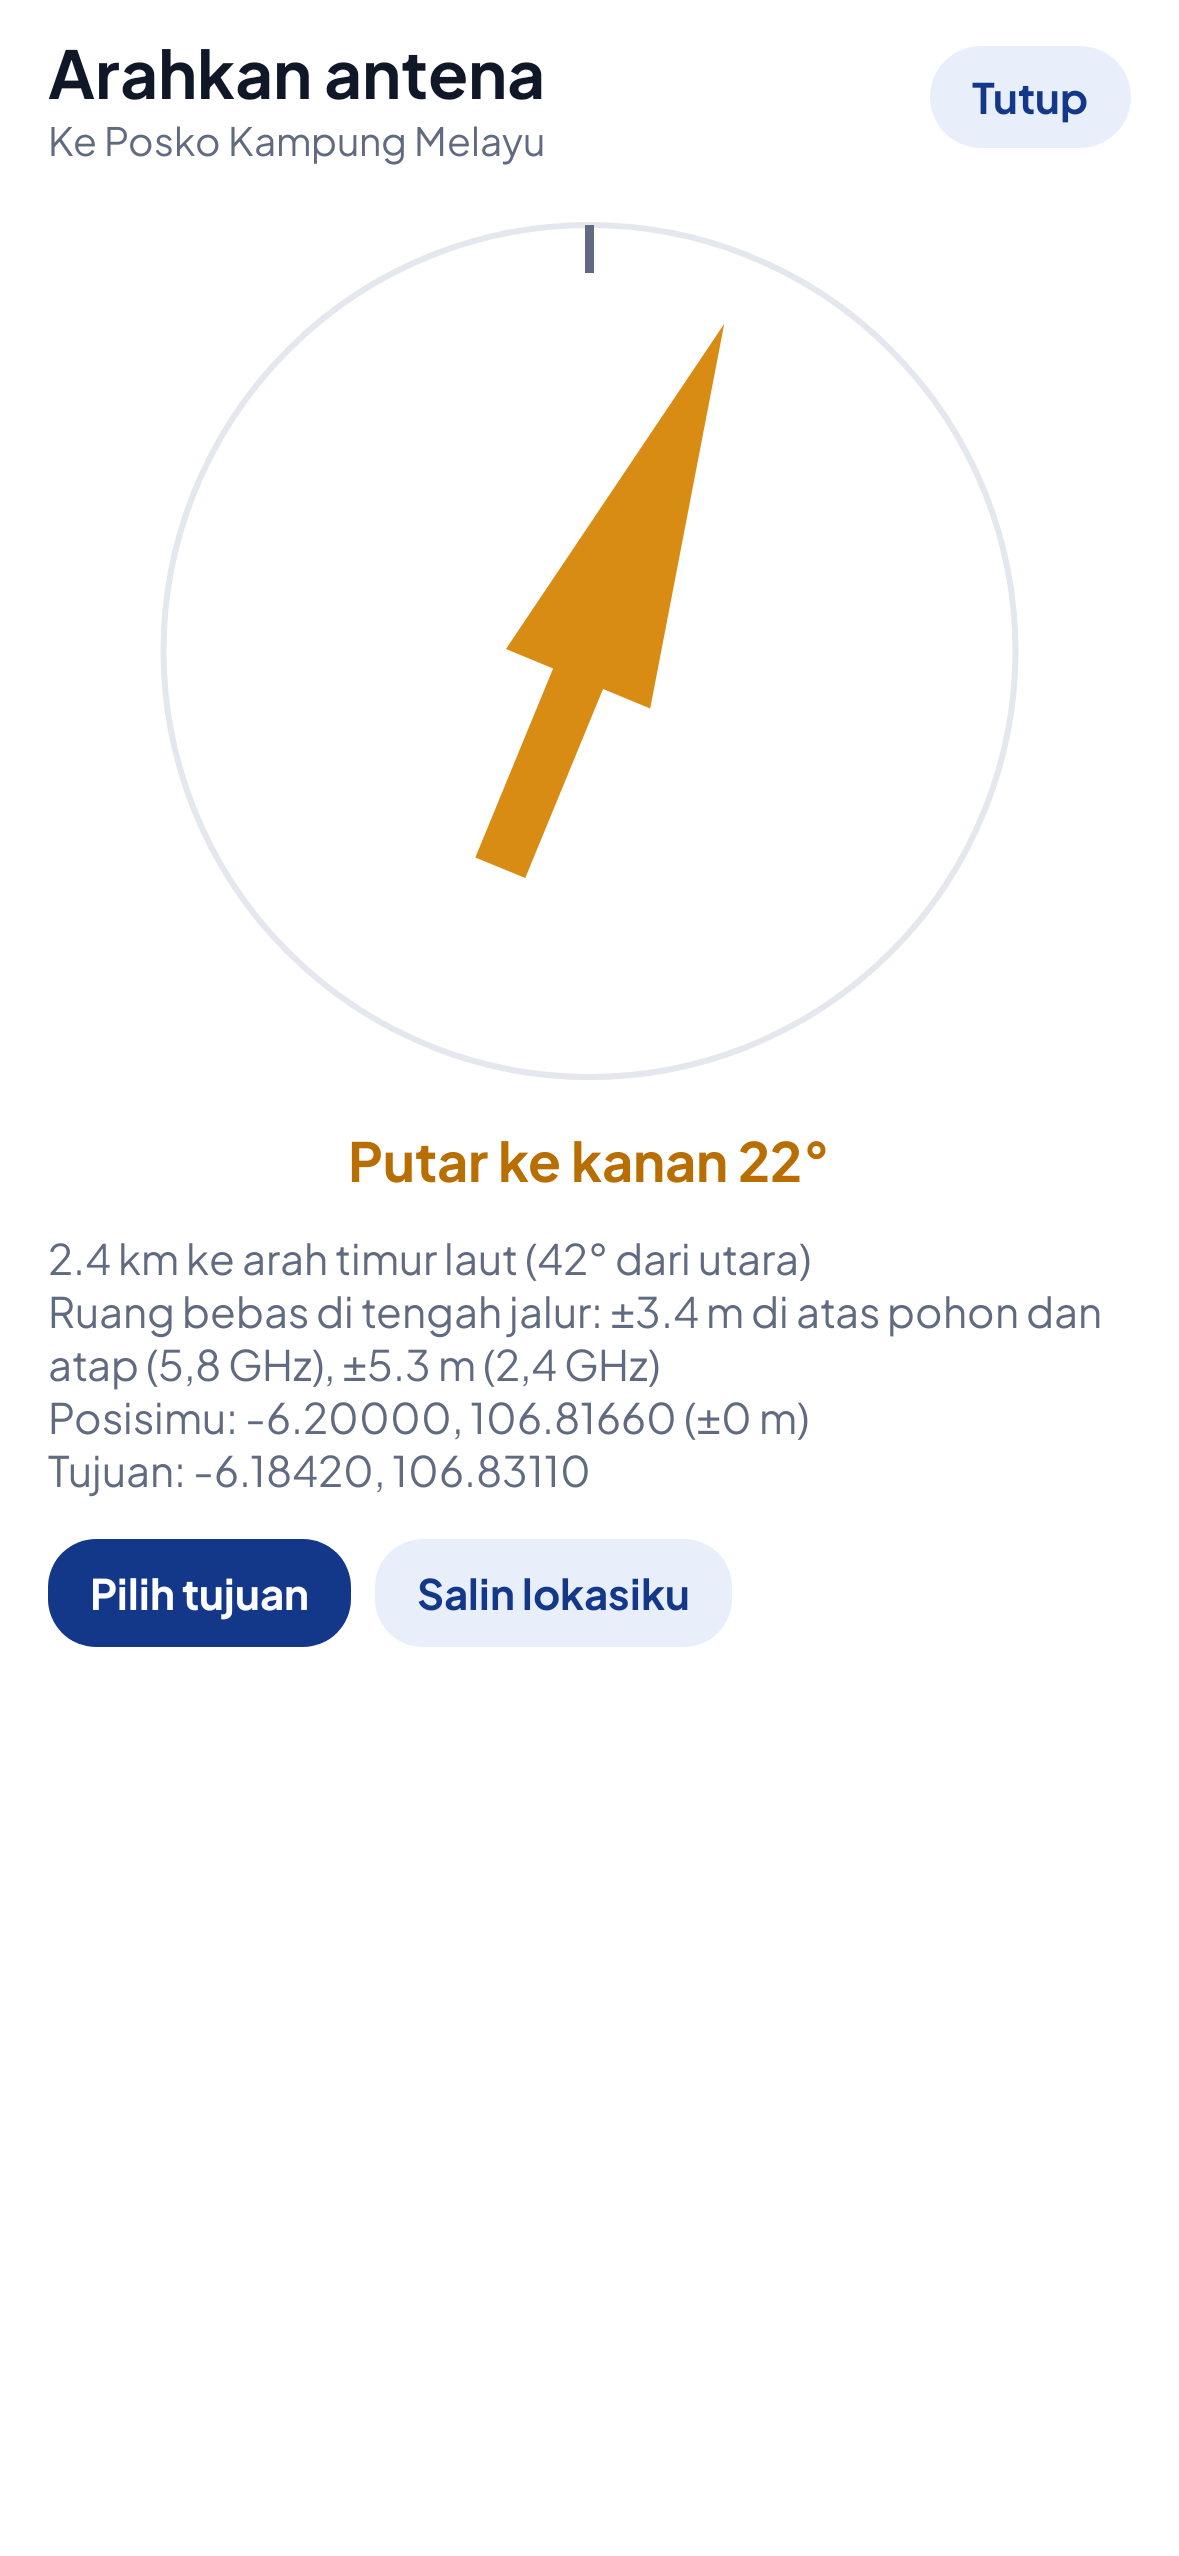 Arahkan antena
Ke Posko Kampung Melayu
Tutup
Putar ke kanan 22°
2.4 km ke arah timur laut (42° dari utara)
Ruang bebas di tengah jalur: ±3.4 m di atas pohon dan
atap (5,8 GHz), ±5.3 m (2,4 GHz)
Posisimu: -6.20000, 106.81660 (±0 m)
Tujuan: -6.18420, 106.83110
Pilih tujuan
Salin lokasiku